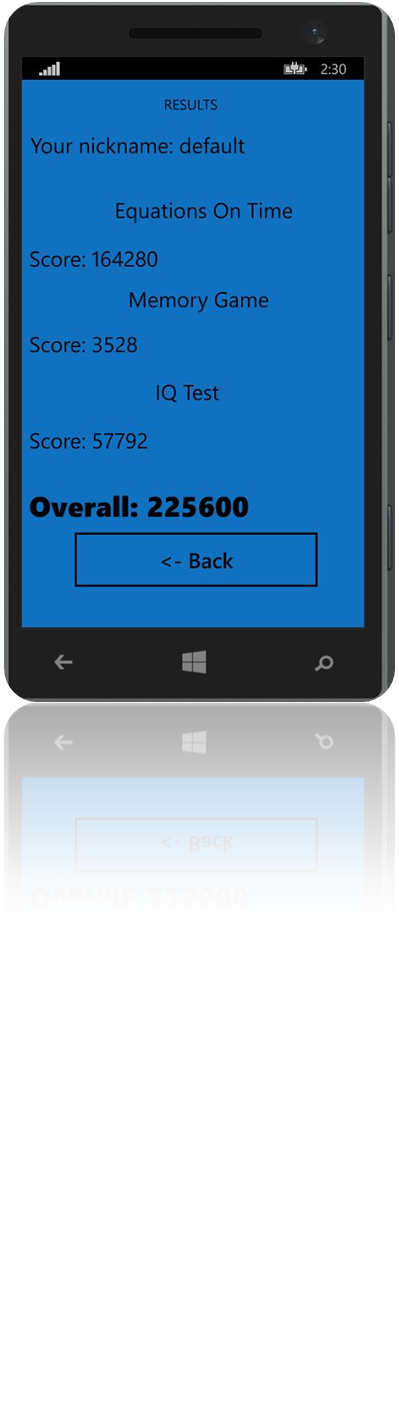 2:30
RESULTS
Your nickname: default
Equations On Time
Score: 164280
Memory Game
Score: 3528
IQ Test
Score: 57792
Overall: 225600
<- Back